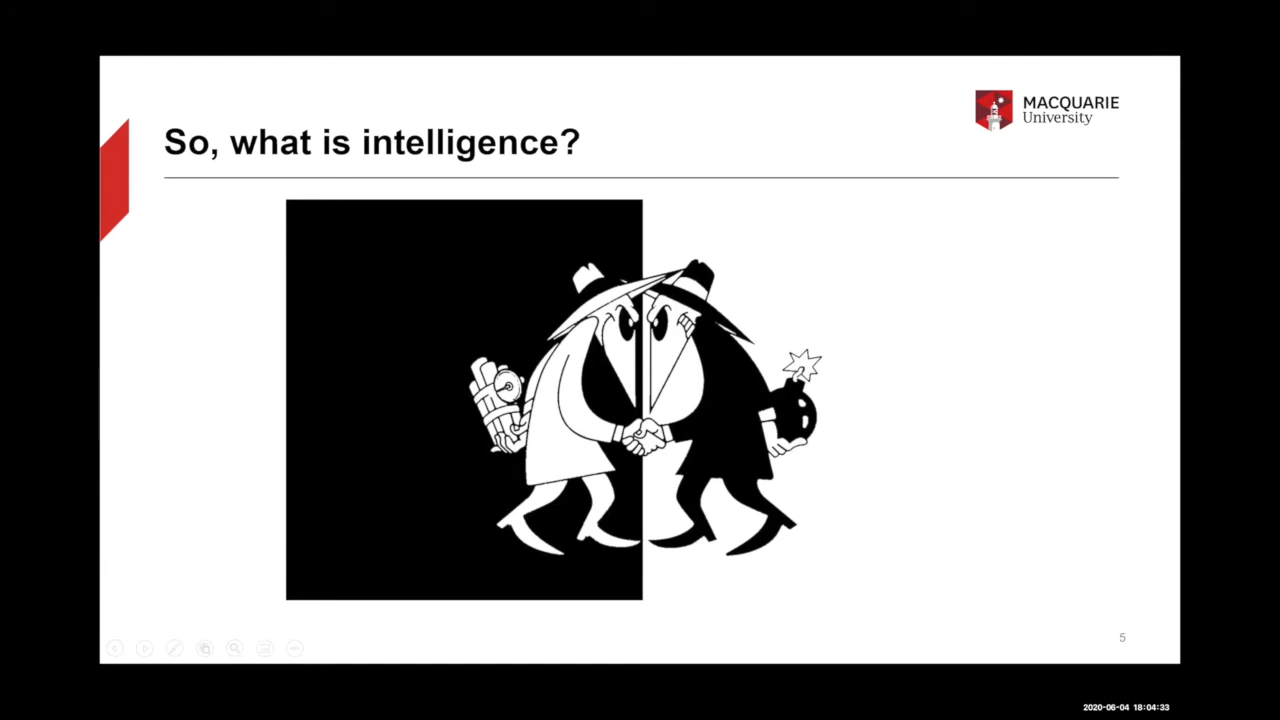 MACQUARIE
University
So, what is intelligence?
5
2020-06-04 18:04:33